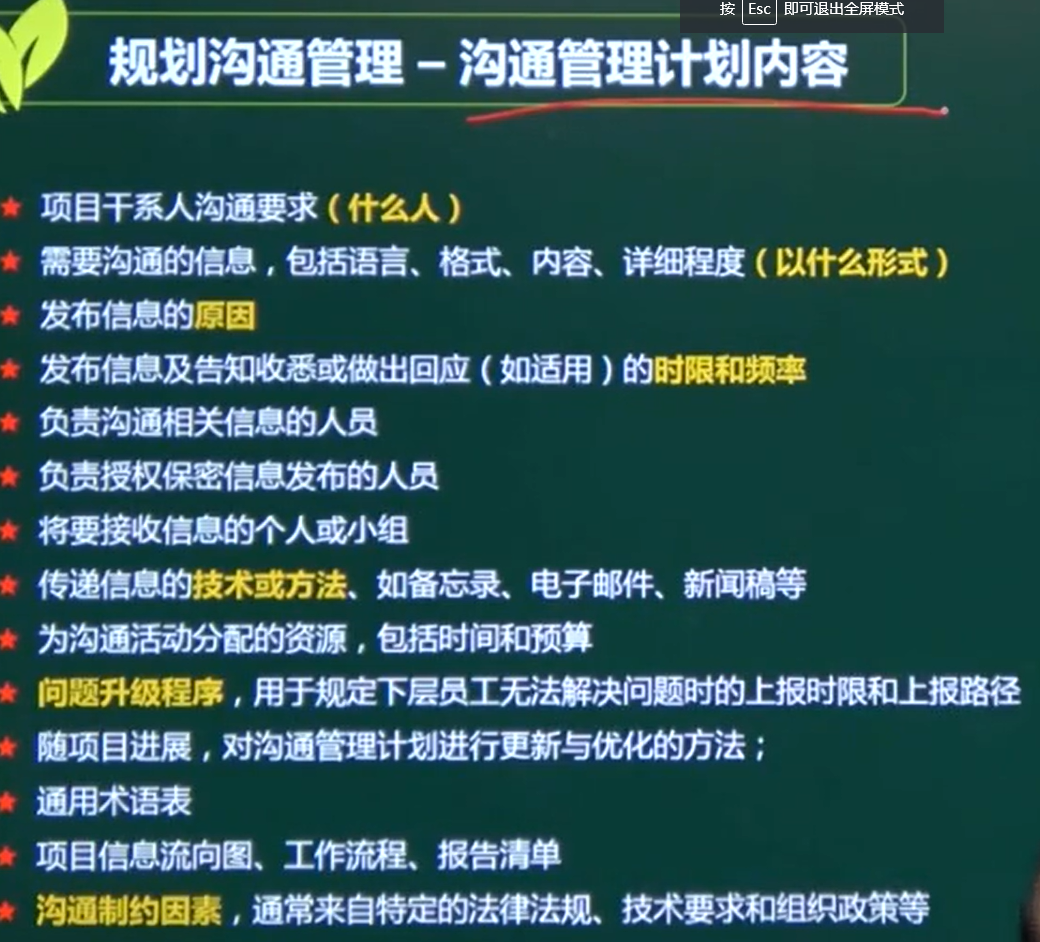 按 Esc 即可退出全屏模式
规划沟通管理 – 沟通管理计划内容
项目干系人沟通要求（什么人）
需要沟通的信息，包括语言、格式、内容、详细程度（以什么形式）
发布信息的原因
发布信息及告知收悉或做出回应（如适用）的时限和频率
负责沟通相关信息的人员
负责授权保密信息发布的人员
将要接收信息的个人或小组
传递信息的技术或方法、如备忘录、电子邮件、新闻稿等
为沟通活动分配的资源，包括时间和预算
问题升级程序，用于规定下层员工无法解决问题时的上报时限和上报路径
随项目进展，对沟通管理计划进行更新与优化的方法；
通用术语表
项目信息流向图、工作流程、报告清单
沟通制约因素，通常来自特定的法律法规、技术要求和组织政策等